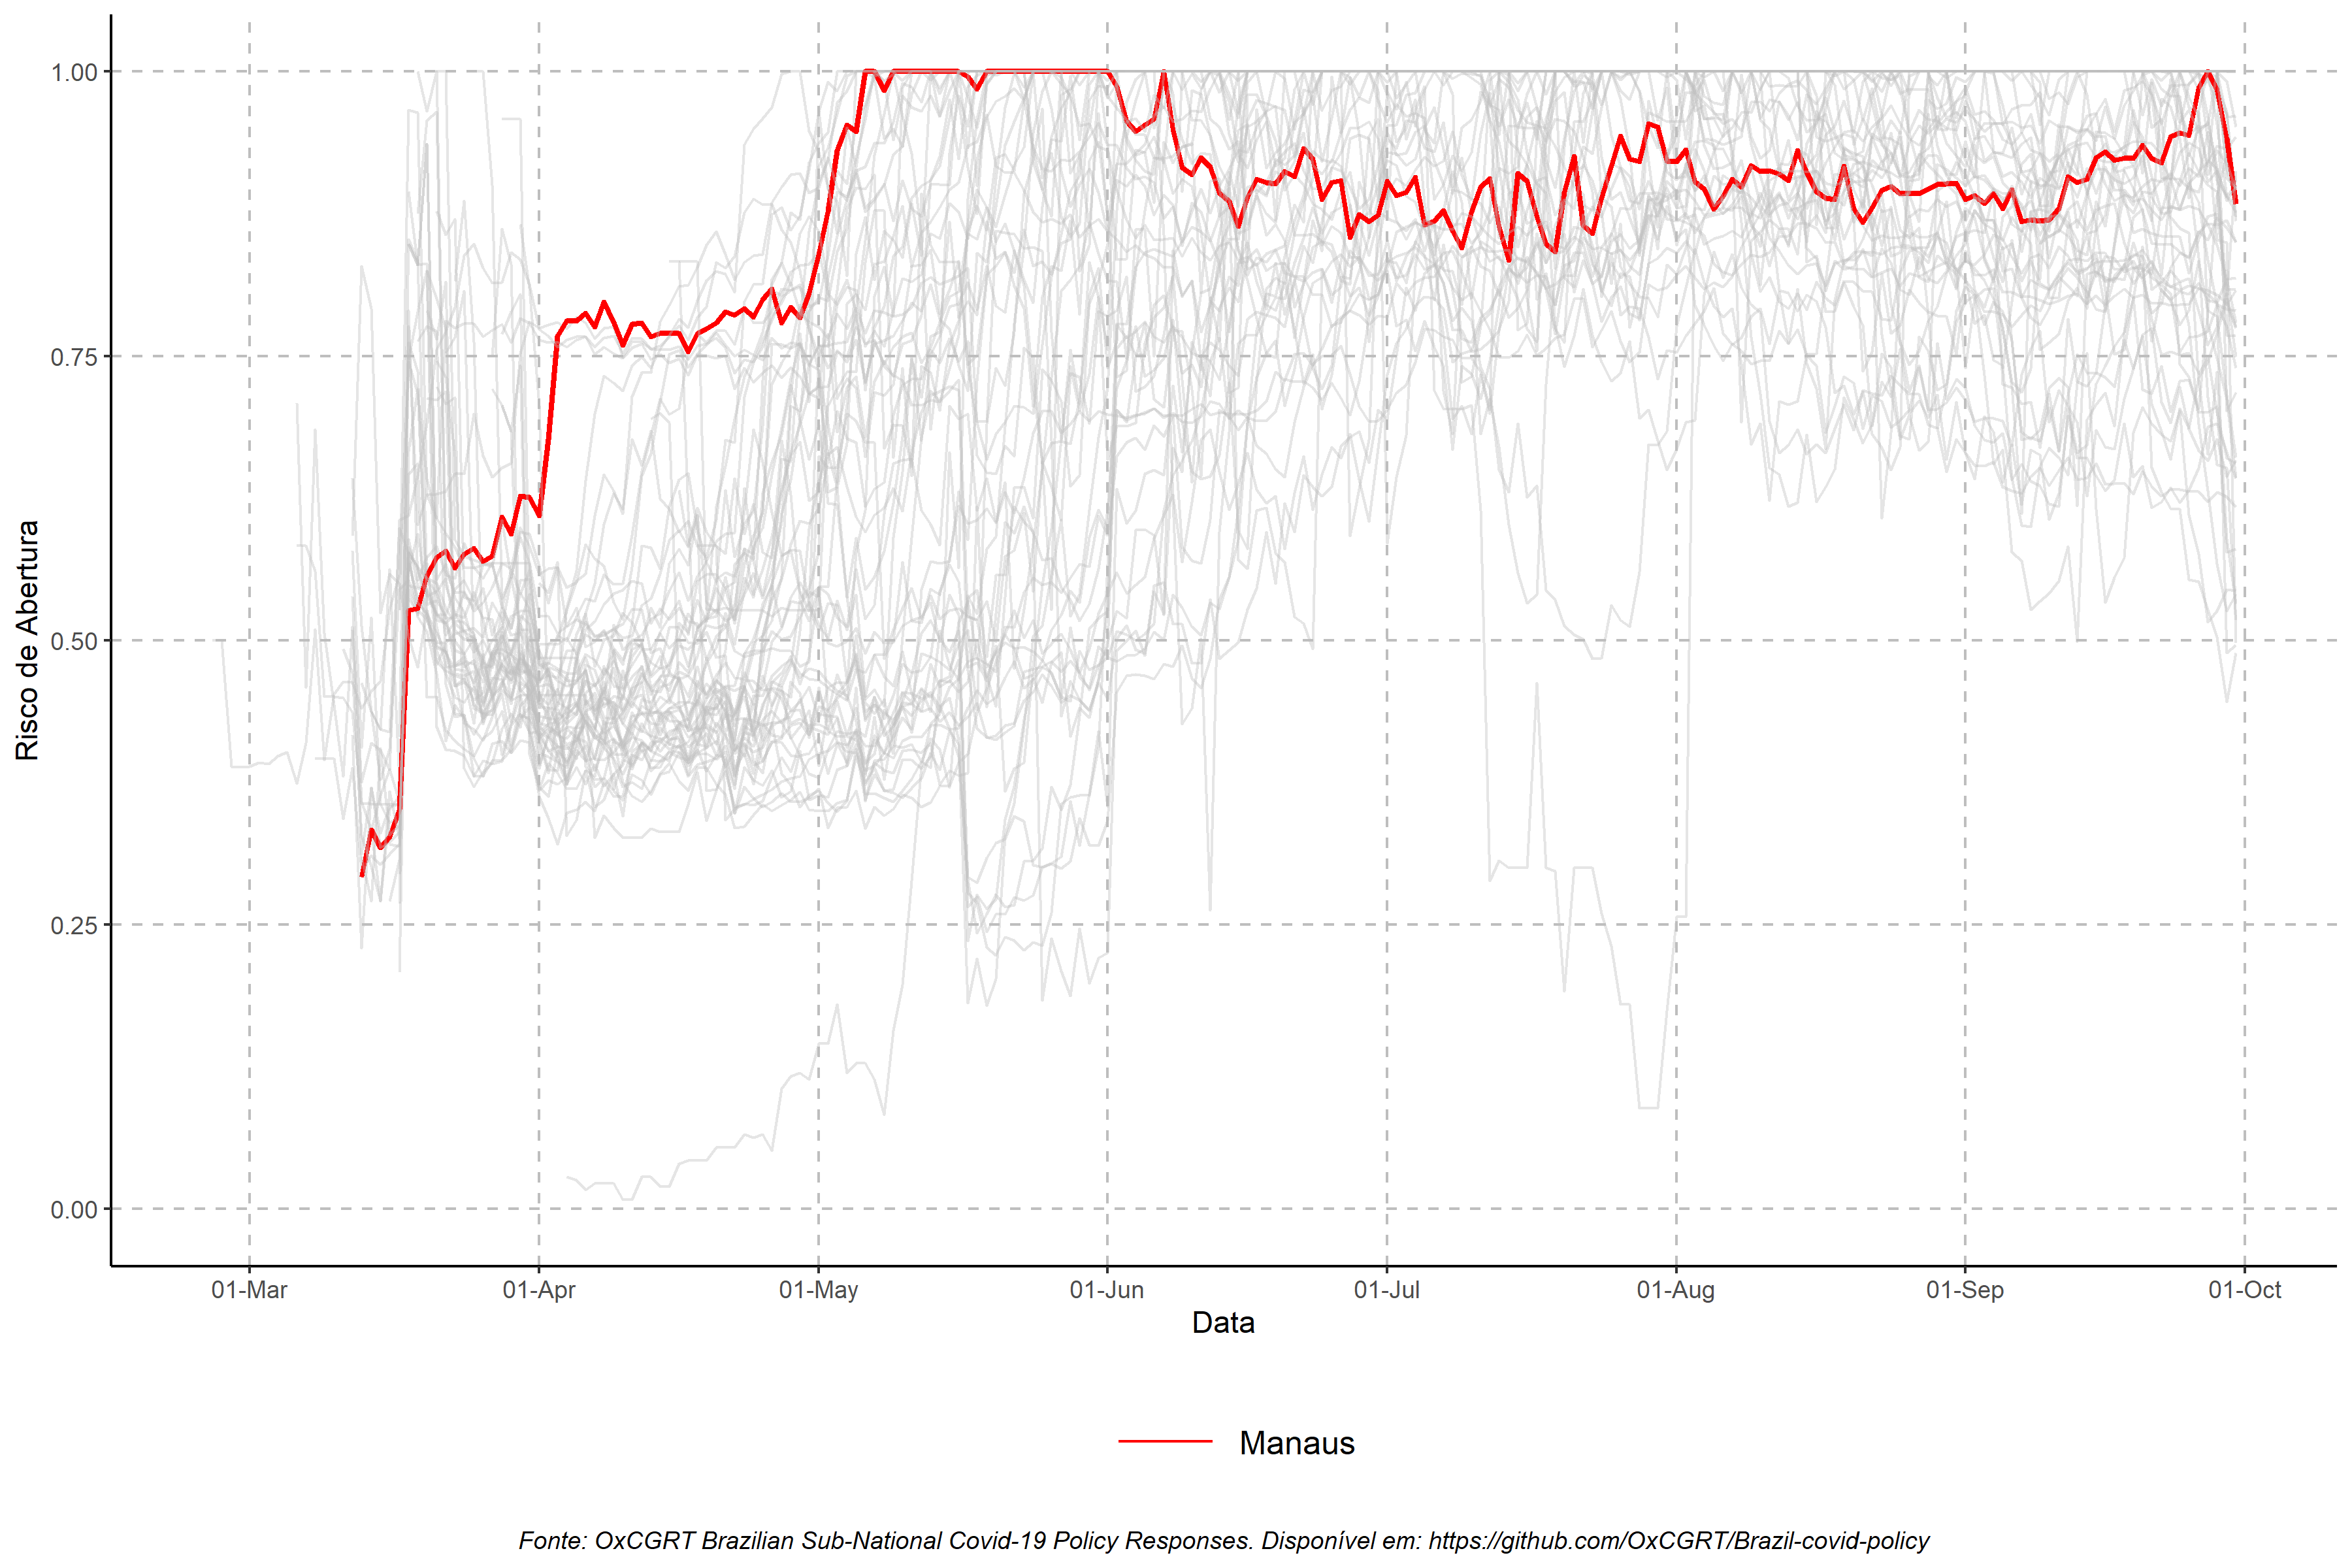 1.00
0.75
0.50
0.25
0.00
Risco de Abertura
01-Mar 01-Apr 01-May 01-Jun 01-Jul 01-Aug 01-Sep 01-Oct
Data
Manaus
Fonte: OxCGRT Brazilian Sub-National Covid-19 Policy Responses. Disponível em: https://github.com/OxCGRT/Brazil-covid-policy